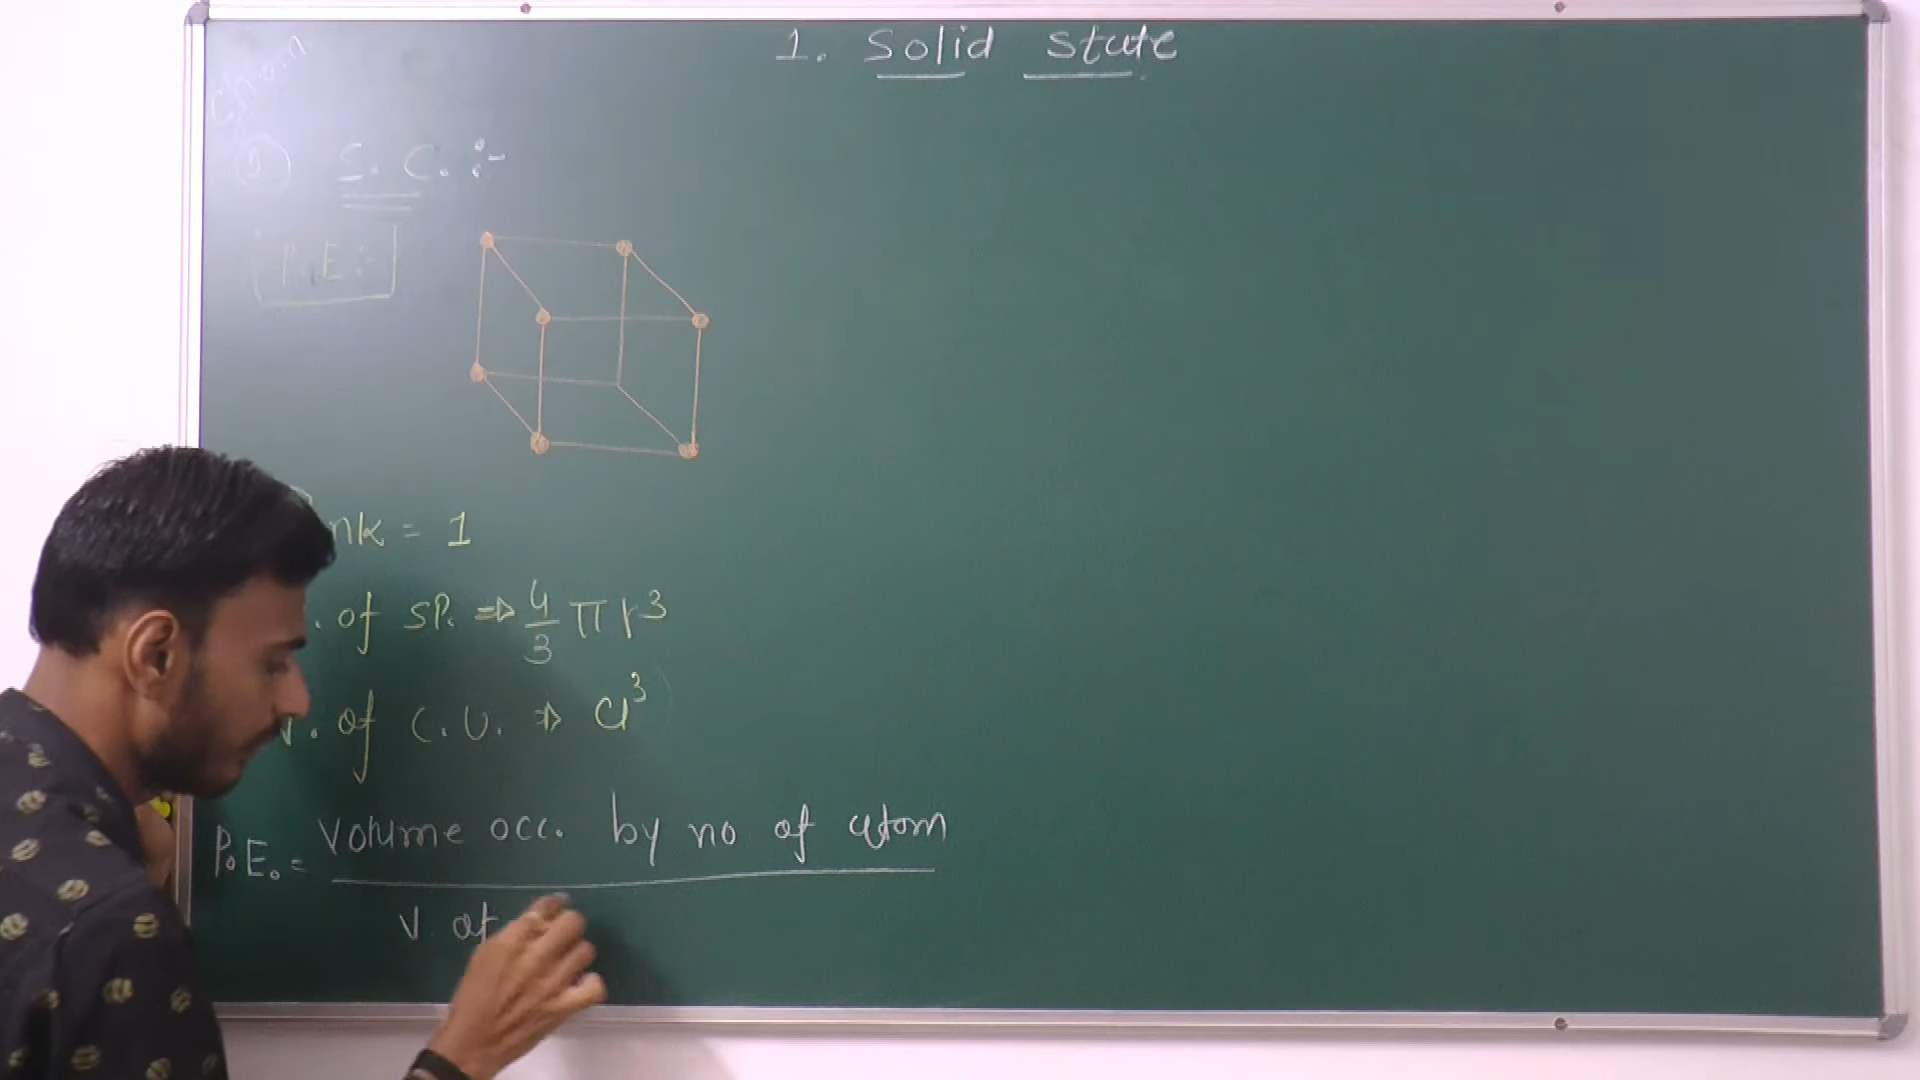 1. Solid state
Chem
S. C. :-
P.E :-
nk = 1
. of SP. ⇒ 4/3 π r³
v. of C.U. ⇒ a³
P.E. = Volume occ. by no of atom
V. of